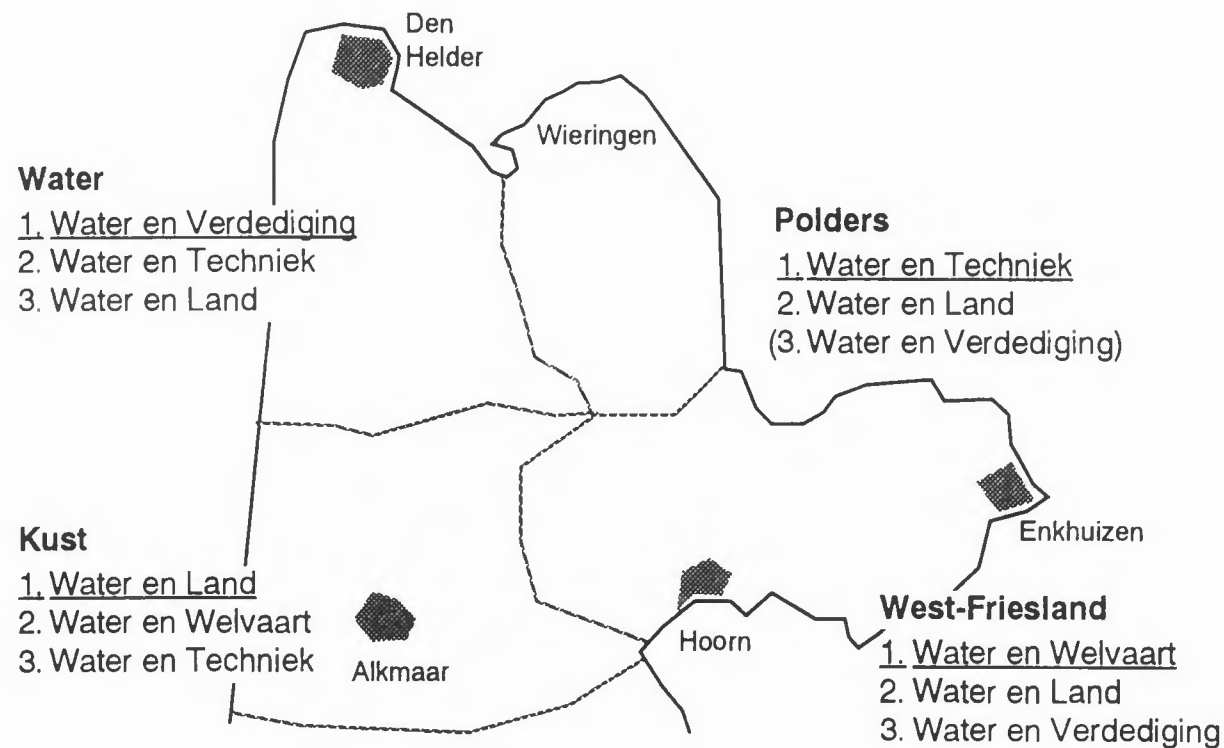 Den
Helder
Wieringen
Water
1. Water en Verdediging
2. Water en Techniek
3. Water en Land
Polders
1. Water en Techniek
2. Water en Land
(3. Water en Verdediging)
Kust
1. Water en Land
2. Water en Welvaart
3. Water en Techniek
Alkmaar
Hoorn
Enkhuizen
West-Friesland
1. Water en Welvaart
2. Water en Land
3. Water en Verdediging